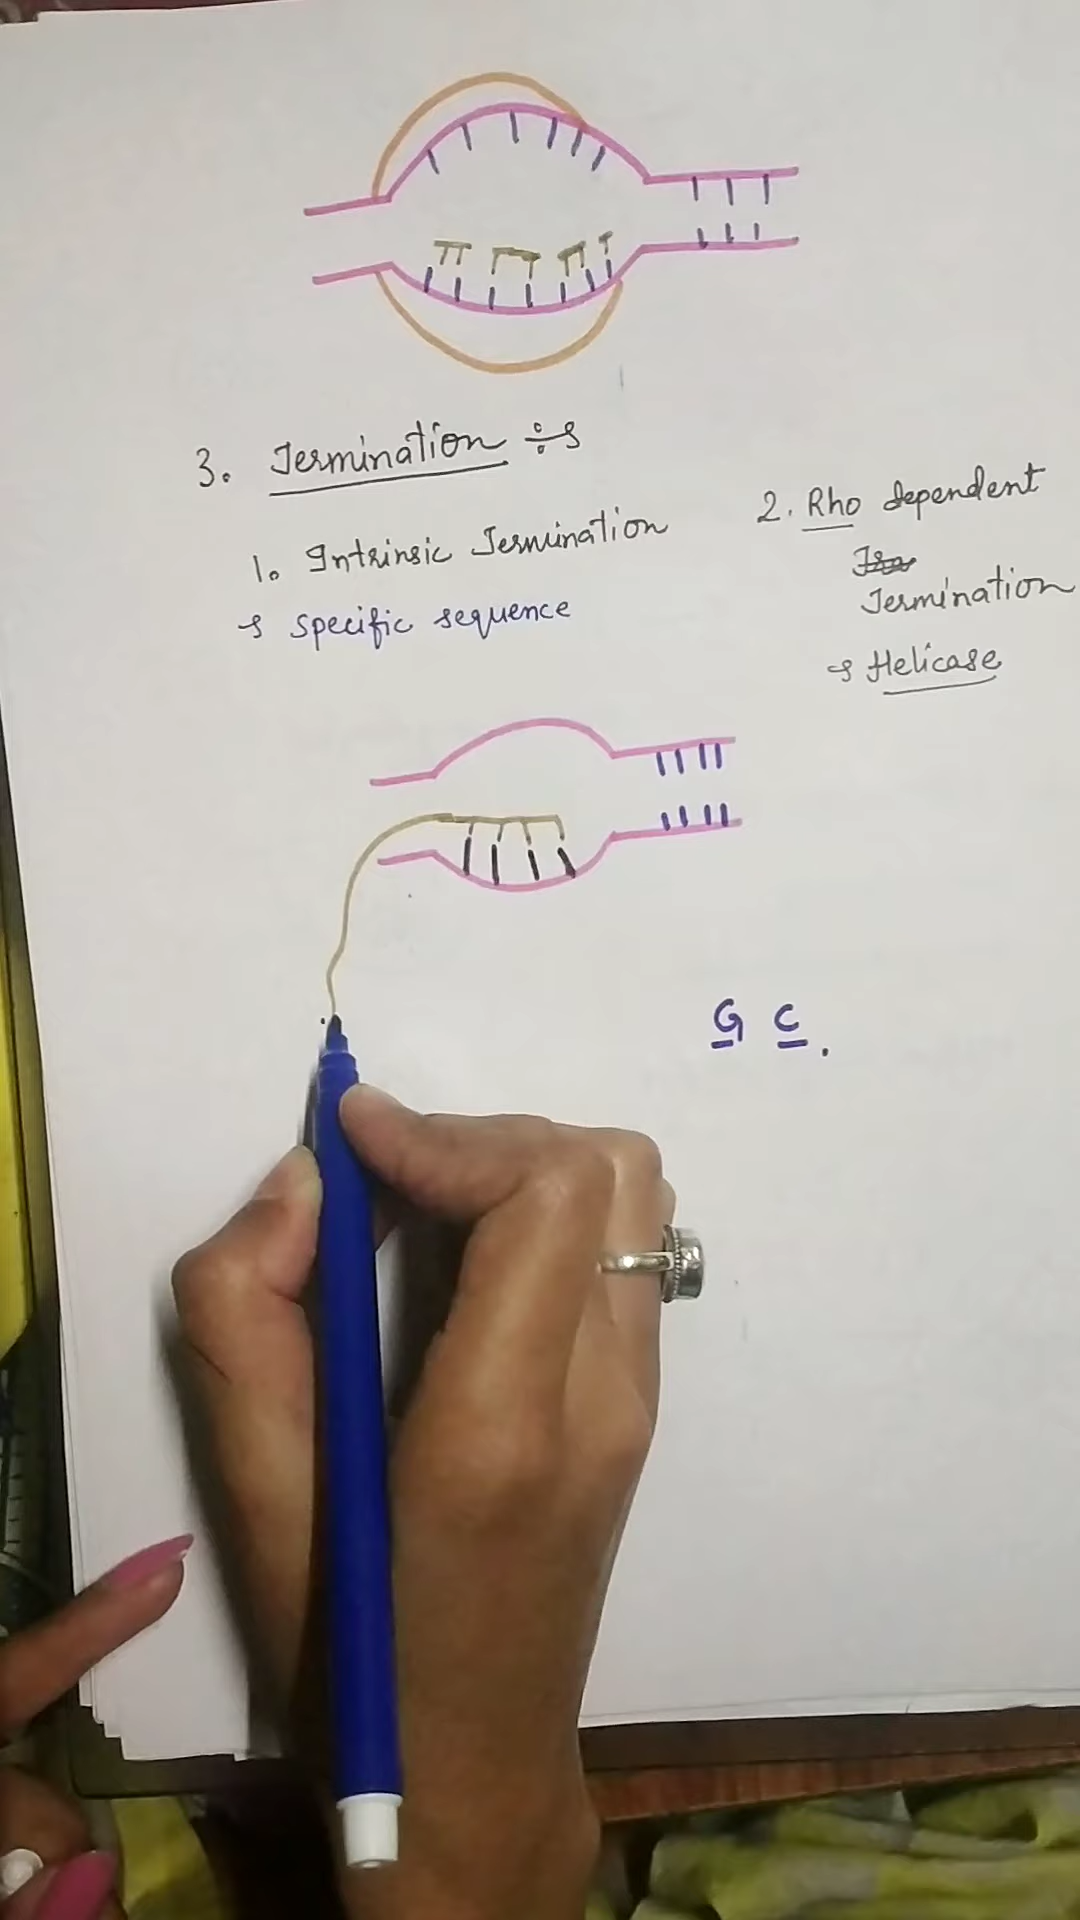 3. Termination :-
1. Intrinsic Termination
→ Specific sequence
2. Rho dependent
Termination
→ Helicase
G C.